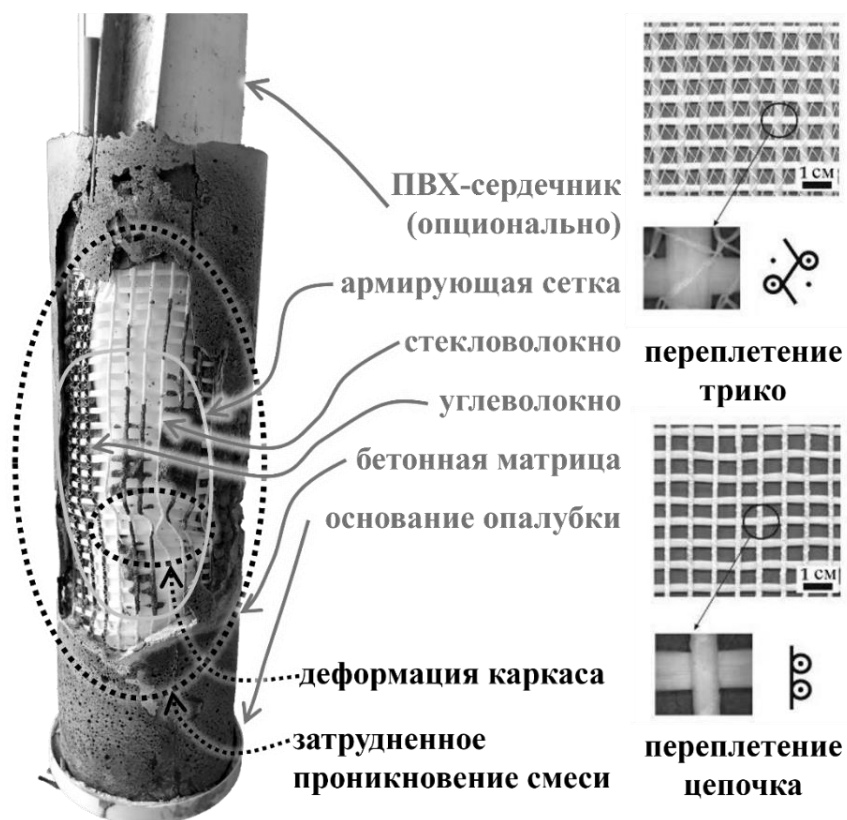 ПВХ-сердечник
(опционально)
армирующая сетка
стекловолокно
углеволокно
бетонная матрица
основание опалубки
деформация каркаса
затрудненное
проникновение смеси
1 см
переплетение
трико
1 см
переплетение
цепочка